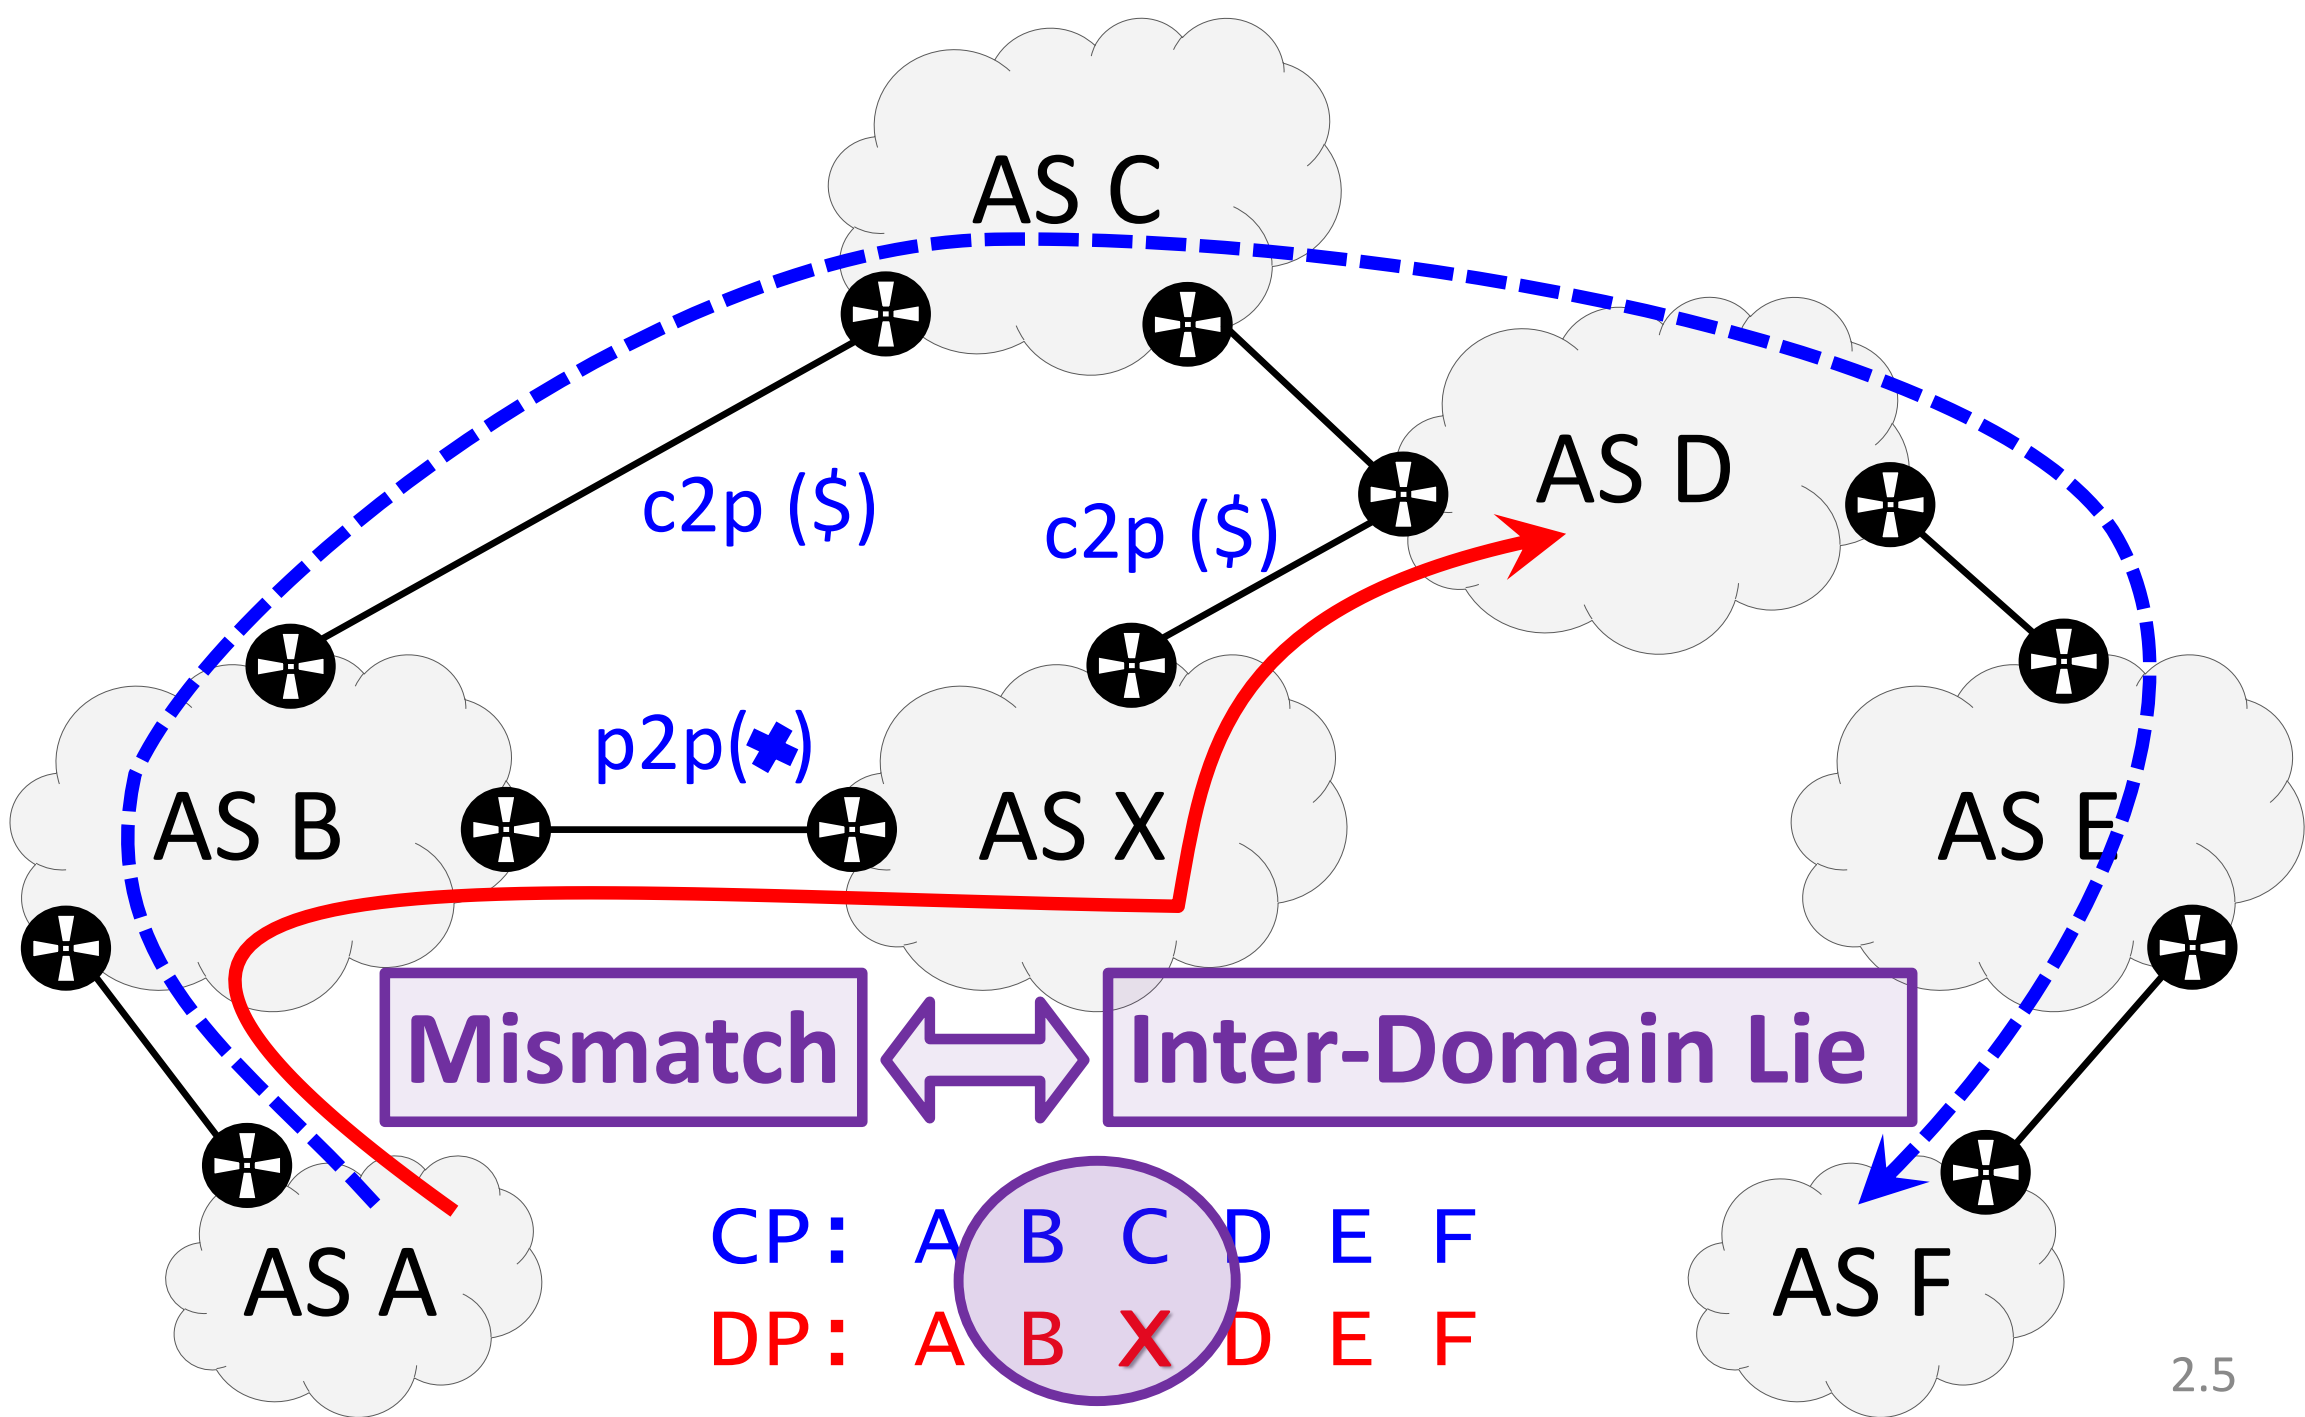 AS C
AS D
c2p ($)
c2p ($)
p2p(✖)
AS B
AS X
AS E
Mismatch
Inter-Domain Lie
CP: A B C D E F
DP: A B X D E F
AS A
AS F
2.5